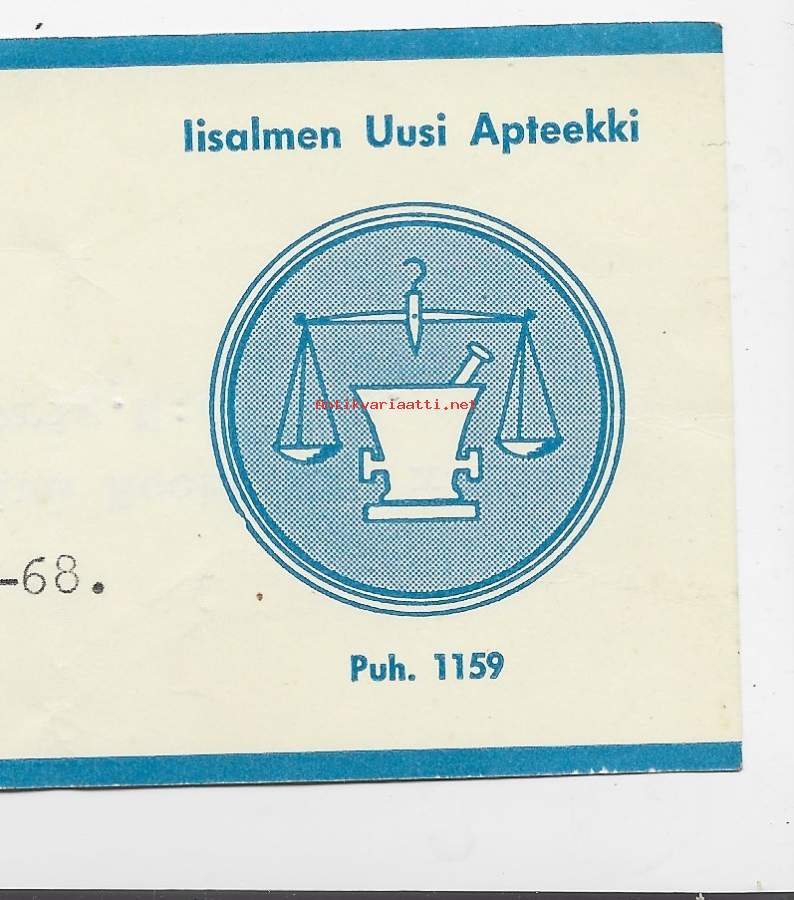 Iisalmen Uusi Apteekki
antikvariaatti.net
-68.
Puh. 1159